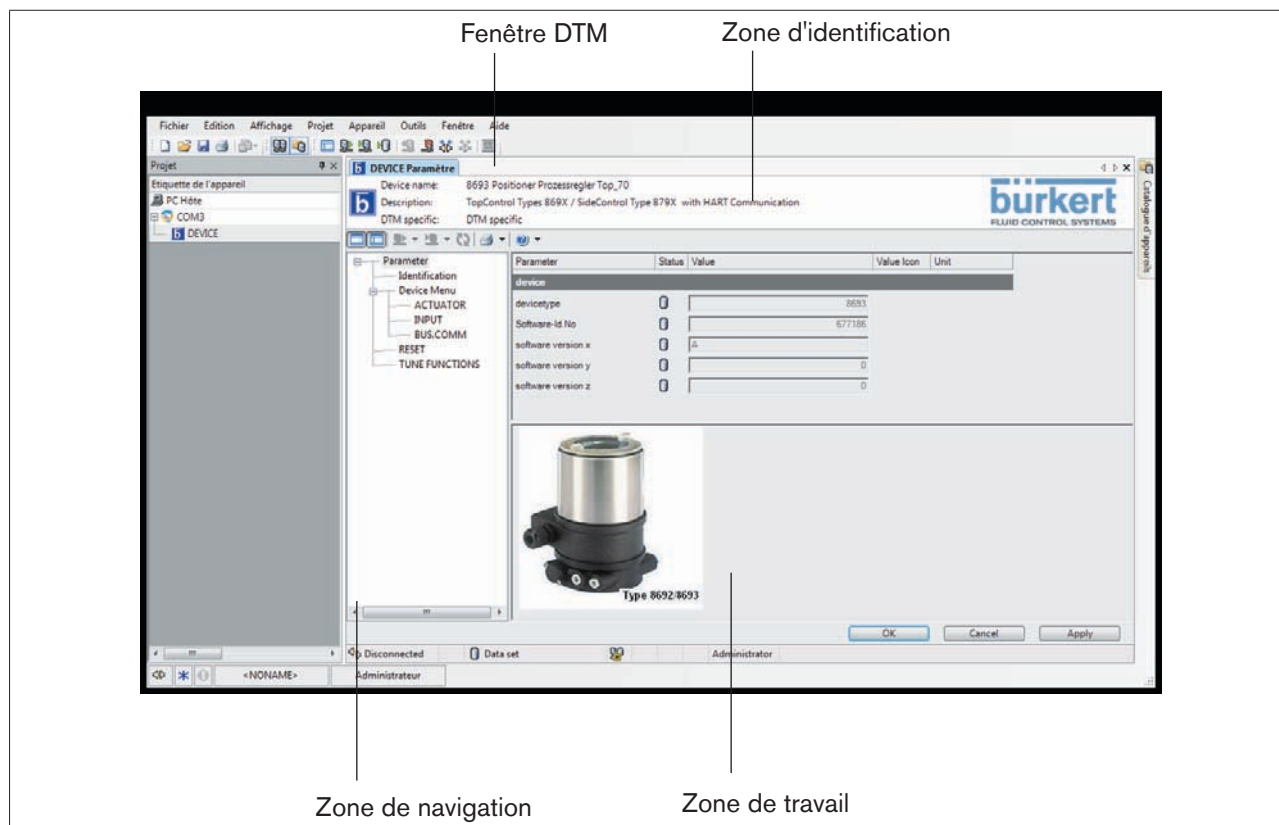 Fenêtre DTM
Zone d'identification
Fichier Édition Affichage Projet Appareil Outils Fenêtre Aide
Projet
Étiquette de l'appareil
PC Hôte
COM3
DEVICE
DEVICE Paramètre
Device name: 8693 Positioner Prozessregler Top_70
Description: TopControl Types 869X / SideControl Type 879X with HART Communication
DTM specific: DTM specific
bürkert
FLUID CONTROL SYSTEMS
Catalogue d'appareils
Parameter
Identification
Device Menu
ACTUATOR
INPUT
BUS.COMM
RESET
TUNE FUNCTIONS
Parameter Status Value Value Icon Unit
device
devicetype 8693
Software-Id.No 677186
software version x A
software version y 0
software version z 0
Type 8692/8693
OK Cancel Apply
Disconnected Data set Administrator
<NONAME> Administrateur
Zone de navigation
Zone de travail